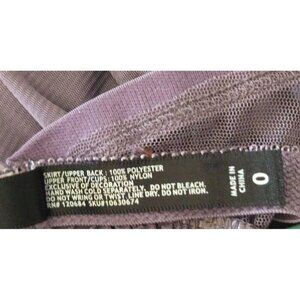 SKIRT/UPPER BACK : 100% POLYESTER
UPPER FRONT/CUPS : 100% NYLON
EXCLUSIVE OF DECORATION
HAND WASH COLD SEPARATELY. DO NOT BLEACH.
DO NOT WRING OR TWIST. LINE DRY. DO NOT IRON.
RN# 120684 SKU#10630674
MADE IN
CHINA
0